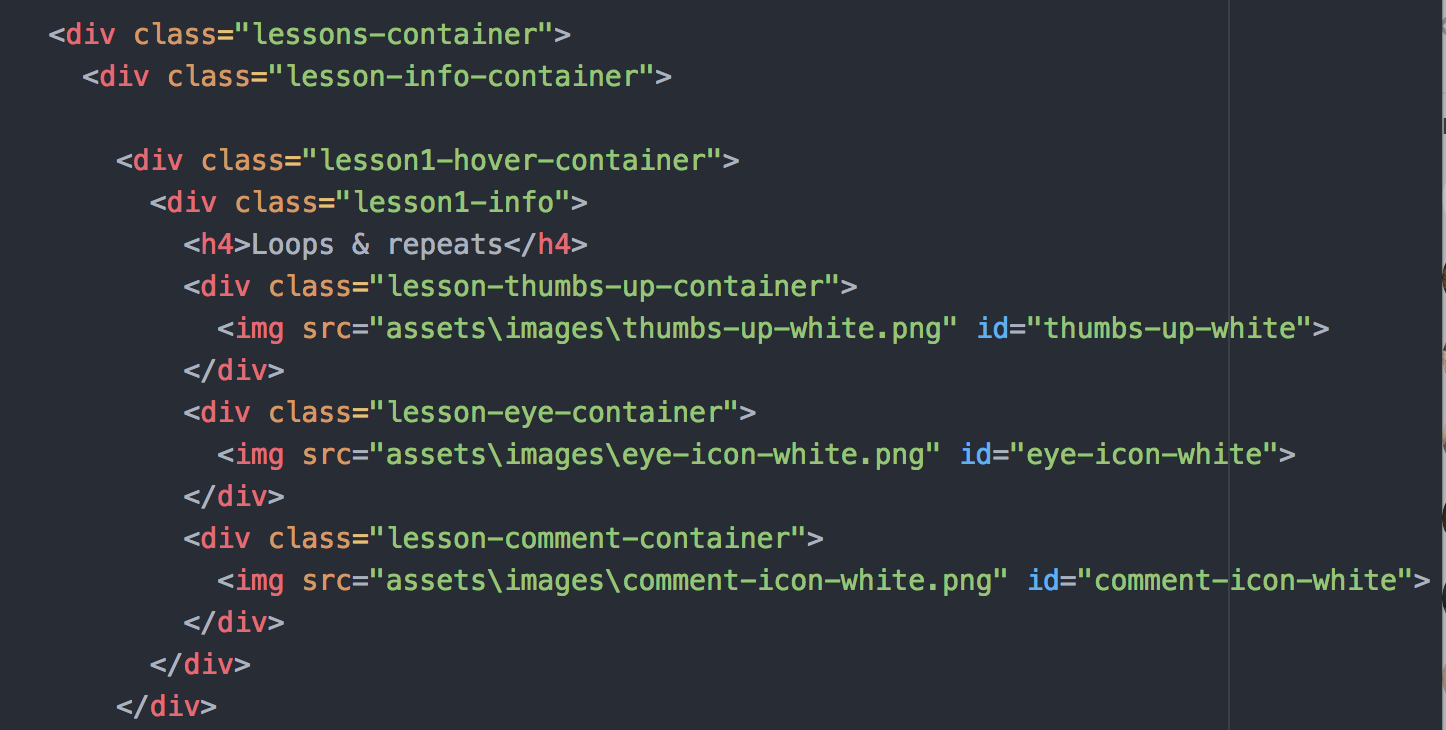 <div class="lessons-container">
<div class="lesson-info-container">
<div class="lesson1-hover-container">
<div class="lesson1-info">
<h4>Loops & repeats</h4>
<div class="lesson-thumbs-up-container">
<img src="assets\images\thumbs-up-white.png" id="thumbs-up-white">
</div>
<div class="lesson-eye-container">
<img src="assets\images\eye-icon-white.png" id="eye-icon-white">
</div>
<div class="lesson-comment-container">
<img src="assets\images\comment-icon-white.png" id="comment-icon-white">
</div>
</div>
</div>